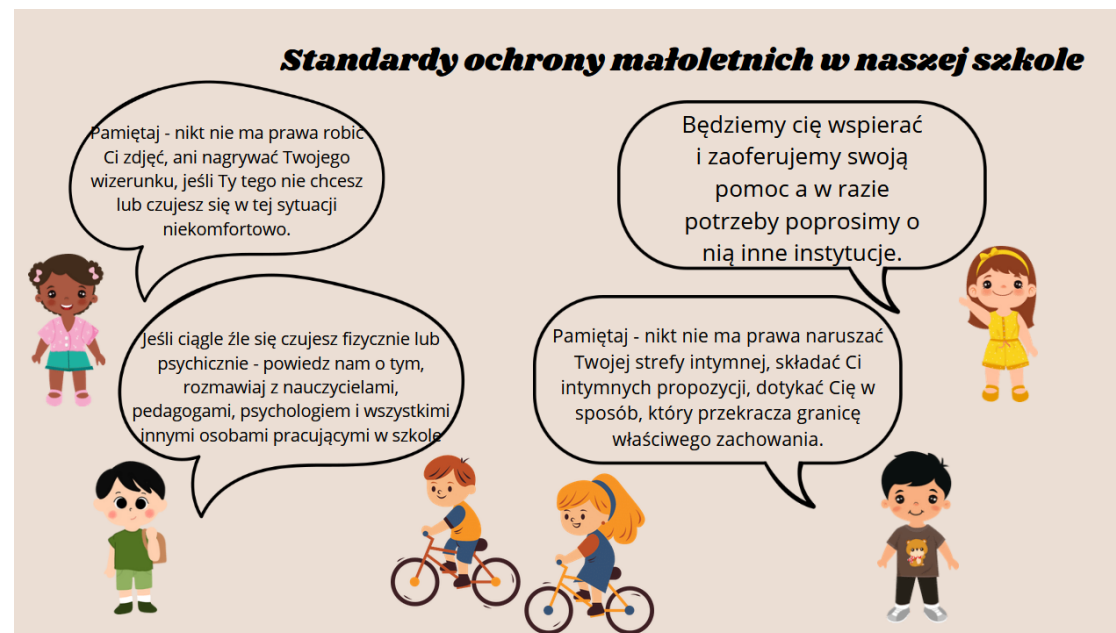 Standardy ochrony małoletnich w naszej szkole
Pamiętaj - nikt nie ma prawa robić
Ci zdjęć, ani nagrywać Twojego
wizerunku, jeśli Ty tego nie chcesz
lub czujesz się w tej sytuacji
niekomfortowo.
Będziemy cię wspierać
i zaoferujemy swoją
pomoc a w razie
potrzeby poprosimy o
nią inne instytucje.
Jeśli ciągle źle się czujesz fizycznie lub
psychicznie - powiedz nam o tym,
rozmawiaj z nauczycielami,
pedagogami, psychologiem i wszystkimi
innymi osobami pracującymi w szkole
Pamiętaj - nikt nie ma prawa naruszać
Twojej strefy intymnej, składać Ci
intymnych propozycji, dotykać Cię w
sposób, który przekracza granicę
właściwego zachowania.